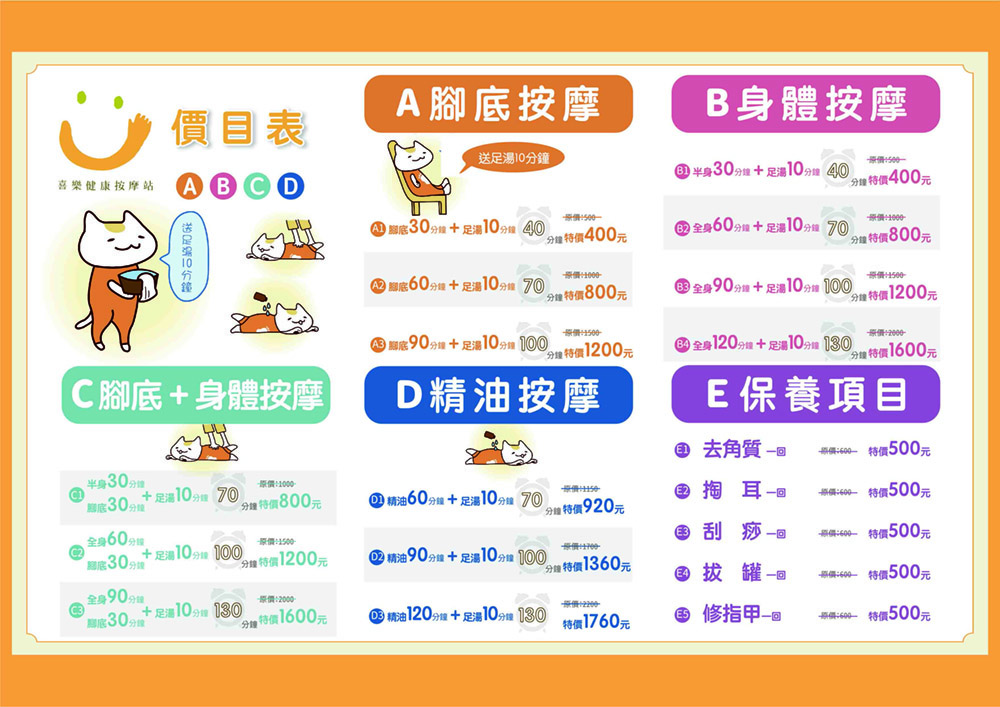 價目表
喜樂健康按摩站
A B C D
送足湯10分鐘
A 腳底按摩
送足湯10分鐘
A1 腳底30分鐘 + 足湯10分鐘 40分鐘 原價:500 特價400元
A2 腳底60分鐘 + 足湯10分鐘 70分鐘 原價:1000 特價800元
A3 腳底90分鐘 + 足湯10分鐘 100分鐘 原價:1500 特價1200元
B 身體按摩
B1 半身30分鐘 + 足湯10分鐘 40分鐘 原價:500 特價400元
B2 全身60分鐘 + 足湯10分鐘 70分鐘 原價:1000 特價800元
B3 全身90分鐘 + 足湯10分鐘 100分鐘 原價:1500 特價1200元
B4 全身120分鐘 + 足湯10分鐘 130分鐘 原價:2000 特價1600元
C 腳底+身體按摩
C1 半身30分鐘 腳底30分鐘 + 足湯10分鐘 70分鐘 原價:1000 特價800元
C2 全身60分鐘 腳底30分鐘 + 足湯10分鐘 100分鐘 原價:1500 特價1200元
C3 全身90分鐘 腳底30分鐘 + 足湯10分鐘 130分鐘 原價:2000 特價1600元
D 精油按摩
D1 精油60分鐘 + 足湯10分鐘 70分鐘 原價:1150 特價920元
D2 精油90分鐘 + 足湯10分鐘 100分鐘 原價:1700 特價1360元
D3 精油120分鐘 + 足湯10分鐘 130分鐘 原價:2200 特價1760元
E 保養項目
E1 去角質一回 原價:600 特價500元
E2 掏耳一回 原價:600 特價500元
E3 刮痧一回 原價:600 特價500元
E4 拔罐一回 原價:600 特價500元
E5 修指甲一回 原價:600 特價500元